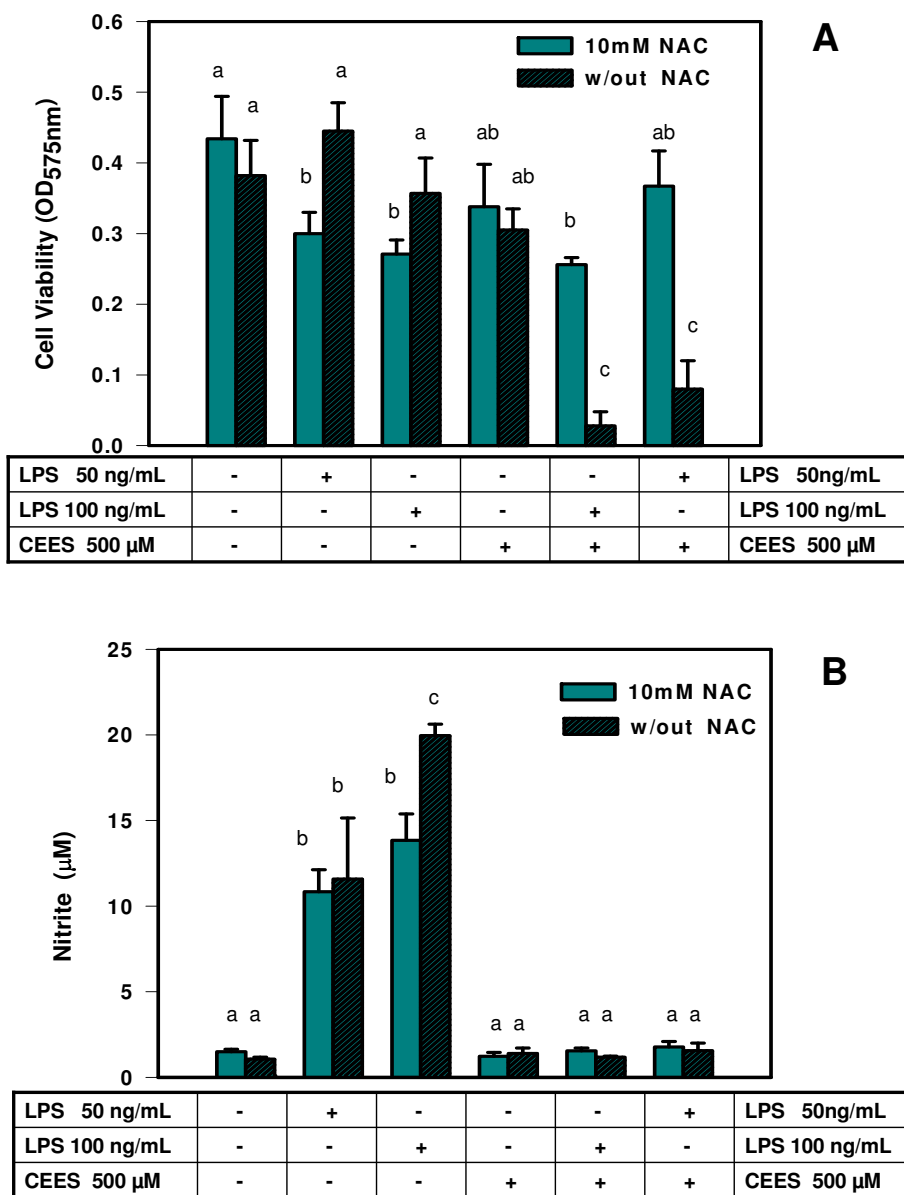 A
10mM NAC
w/out NAC
Cell Viability (OD575nm)
0.6
0.5
0.4
0.3
0.2
0.1
0.0
a a b a b a ab ab b c ab c
LPS 50 ng/mL - + - - - + LPS 50ng/mL
LPS 100 ng/mL - - + - + - LPS 100 ng/mL
CEES 500 µM - - - + + + CEES 500 µM
B
10mM NAC
w/out NAC
Nitrite (µM)
25
20
15
10
5
0
a a b b b c a a a a a a
LPS 50 ng/mL - + - - - + LPS 50ng/mL
LPS 100 ng/mL - - + - + - LPS 100 ng/mL
CEES 500 µM - - - + + + CEES 500 µM